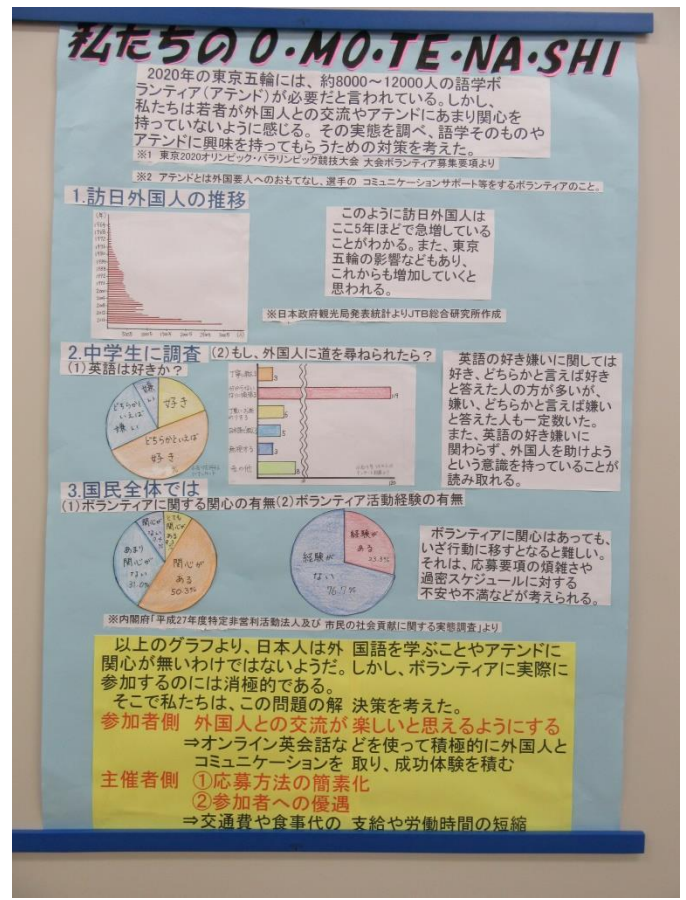 私たちのO・MO・TE・NA・SHI
2020年の東京五輪には、約8000～12000人の語学ボ
ランティア(アテンド)が必要だと言われている。しかし、
私たちは若者が外国人との交流やアテンドにあまり関心を
持っていないように感じる。その実態を調べ、語学そのものや
アテンドに興味を持ってもらうための対策を考えた。
※1 東京2020オリンピック・パラリンピック競技大会 大会ボランティア募集要項より
※2 アテンドとは外国要人へのおもてなし、選手の コミュニケーションサポート等をするボランティアのこと。
1.訪日外国人の推移
(年)
このように訪日外国人は
ここ5年ほどで急増している
ことがわかる。また、東京
五輪の影響などもあり、
これからも増加していくと
思われる。
※日本政府観光局発表統計よりJTB総合研究所作成
2.中学生に調査
(1)英語は好きか？
嫌い
好き
どちらかといえば嫌い
どちらかといえば
好き
(2)もし、外国人に道を尋ねられたら？
無視する
その他
英語の好き嫌いに関しては
好き、どちらかと言えば好き
と答えた人の方が多いが、
嫌い、どちらかと言えば嫌い
と答えた人も一定数いた。
また、英語の好き嫌いに
関わらず、外国人を助けよう
という意識を持っていることが
読み取れる。
3.国民全体では
(1)ボランティアに関する関心の有無
関心が
ない
とても
関心が
ある
あまり
関心が
ない
31.0%
関心が
ある
50.3%
(2)ボランティア活動経験の有無
経験が
ない
76.7%
経験が
ある
23.3%
ボランティアに関心はあっても、
いざ行動に移すとなると難しい。
それは、応募要項の煩雑さや
過密スケジュールに対する
不安や不満などが考えられる。
※内閣府「平成27年度特定非営利活動法人及び 市民の社会貢献に関する実態調査」より
以上のグラフより、日本人は外 国語を学ぶことやアテンドに
関心が無いわけではないようだ。しかし、ボランティアに実際に
参加するのには消極的である。
そこで私たちは、この問題の解 決策を考えた。
参加者側 外国人との交流が 楽しいと思えるようにする
⇒オンライン英会話な どを使って積極的に外国人と
コミュニケーションを 取り、成功体験を積む
主催者側 ①応募方法の簡素化
②参加者への優遇
⇒交通費や食事代の 支給や労働時間の短縮